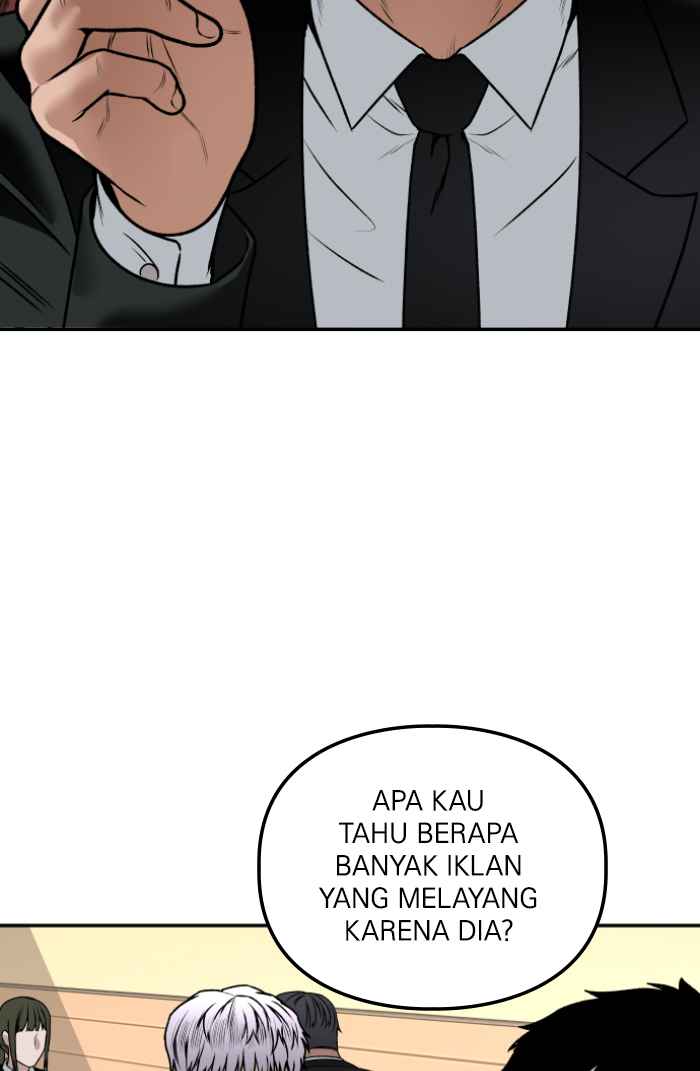 APA KAU
TAHU BERAPA
BANYAK IKLAN
YANG MELAYANG
KARENA DIA?